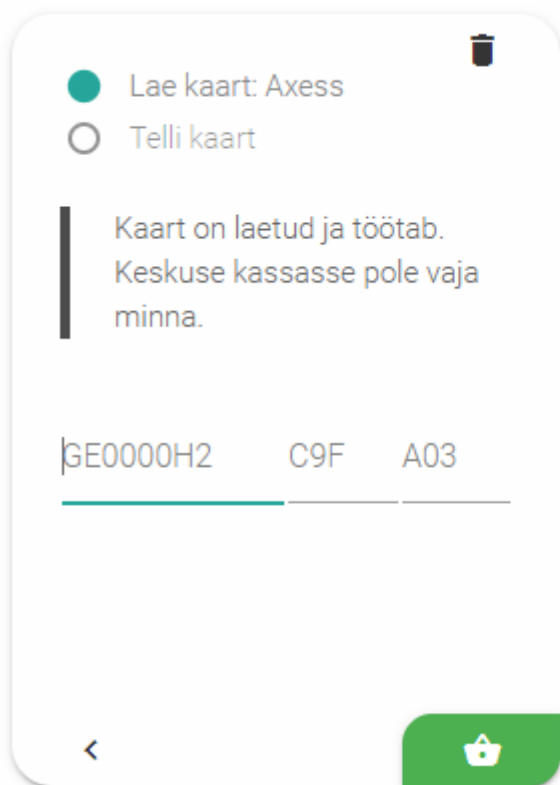 Lae kaart: Axess
Telli kaart
Kaart on laetud ja töötab.
Keskuse kassasse pole vaja
minna.
GE0000H2 C9F A03